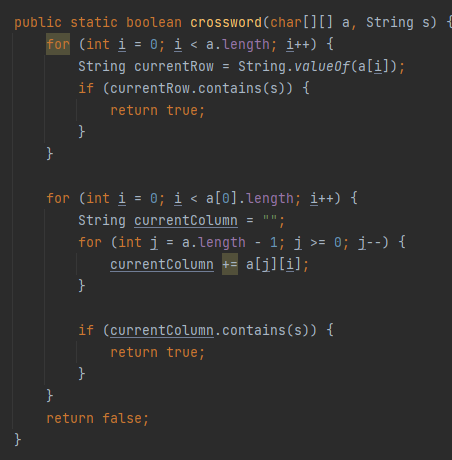 public static boolean crossword(char[][] a, String s) {
for (int i = 0; i < a.length; i++) {
String currentRow = String.valueOf(a[i]);
if (currentRow.contains(s)) {
return true;
}
}
for (int i = 0; i < a[0].length; i++) {
String currentColumn = "";
for (int j = a.length - 1; j >= 0; j--) {
currentColumn += a[j][i];
}
if (currentColumn.contains(s)) {
return true;
}
}
return false;
}